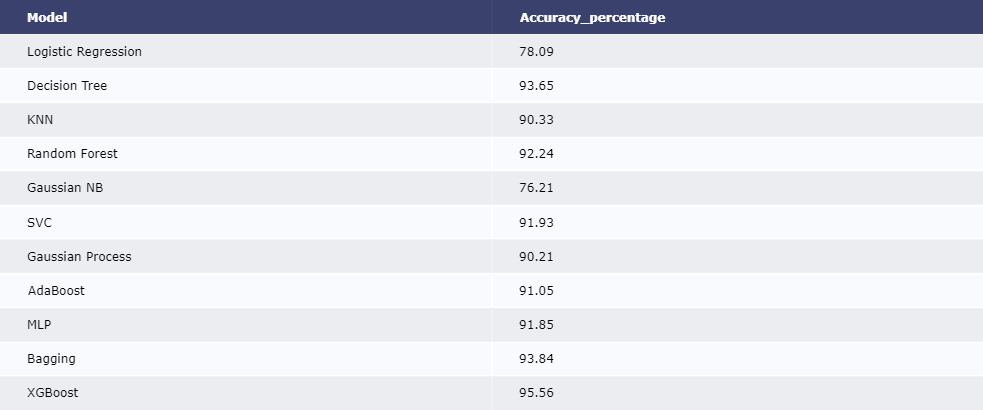 Model Accuracy_percentage
Logistic Regression 78.09
Decision Tree 93.65
KNN 90.33
Random Forest 92.24
Gaussian NB 76.21
SVC 91.93
Gaussian Process 90.21
AdaBoost 91.05
MLP 91.85
Bagging 93.84
XGBoost 95.56